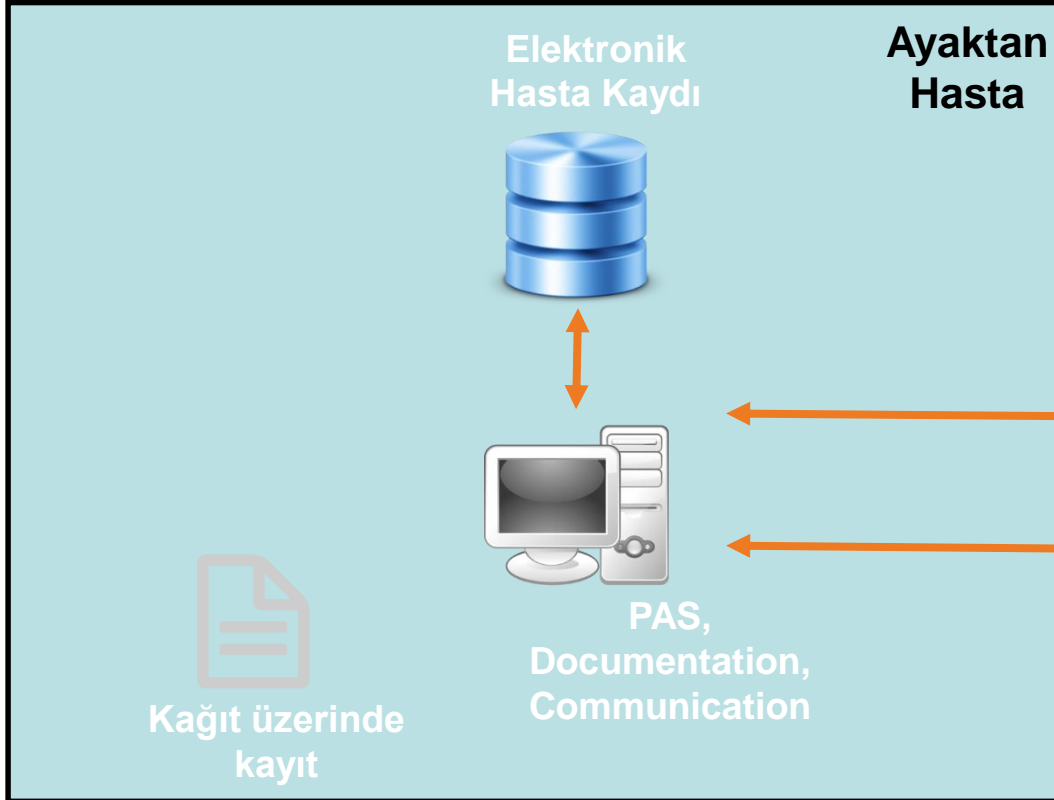 Elektronik
Hasta Kaydı
Ayaktan
Hasta
PAS,
Documentation,
Communication
Kağıt üzerinde
kayıt